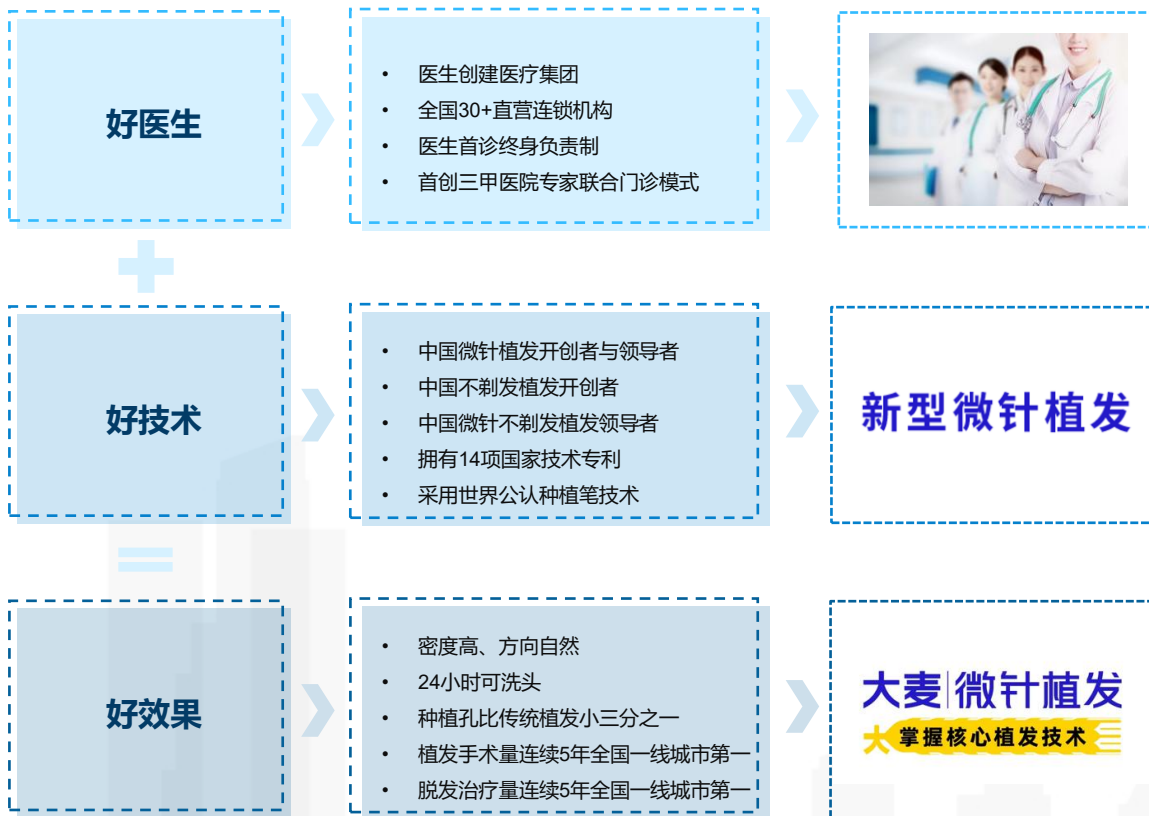 好医生
• 医生创建医疗集团
• 全国30+直营连锁机构
• 医生首诊终身负责制
• 首创三甲医院专家联合门诊模式
好技术
• 中国微针植发开创者与领导者
• 中国不剃发植发开创者
• 中国微针不剃发植发领导者
• 拥有14项国家技术专利
• 采用世界公认种植笔技术
新型微针植发
好效果
• 密度高、方向自然
• 24小时可洗头
• 种植孔比传统植发小三分之一
• 植发手术量连续5年全国一线城市第一
• 脱发治疗量连续5年全国一线城市第一
大麦|微针植发
掌握核心植发技术